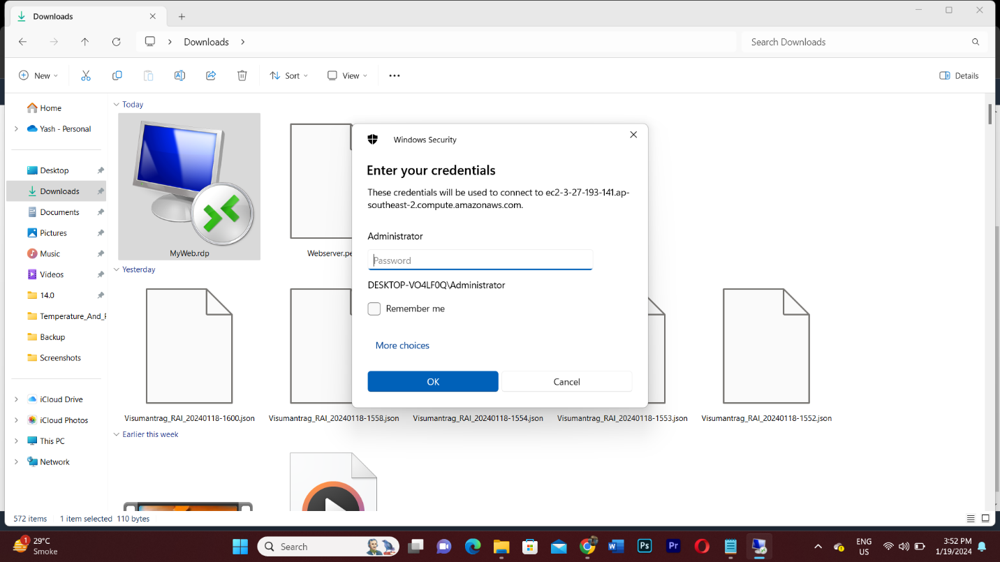 Downloads
Downloads
Search Downloads
New
Sort
View
Details
Home
Yash - Personal
Desktop
Downloads
Documents
Pictures
Music
Videos
14.0
Temperature_And_
Backup
Screenshots
iCloud Drive
iCloud Photos
This PC
Network
Today
MyWeb.rdp
Webserver.pe
Yesterday
Visumantrag_RAI_20240118-1600.json
Visumantrag_RAI_20240118-1558.json
Visumantrag_RAI_20240118-1554.json
Visumantrag_RAI_20240118-1553.json
Visumantrag_RAI_20240118-1552.json
Earlier this week
Windows Security
Enter your credentials
These credentials will be used to connect to ec2-3-27-193-141.ap-
southeast-2.compute.amazonaws.com.
Administrator
Password
DESKTOP-VO4LF0Q\Administrator
Remember me
More choices
OK
Cancel
572 items
1 item selected 110 bytes
1
29°C
Smoke
Search
W
Ps
Pr
ENG
US
3:52 PM
1/19/2024